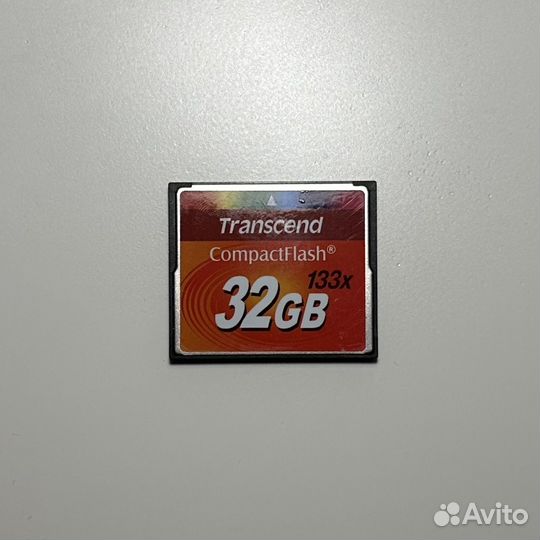 Transcend
CompactFlash®
133x
32GB
Avito